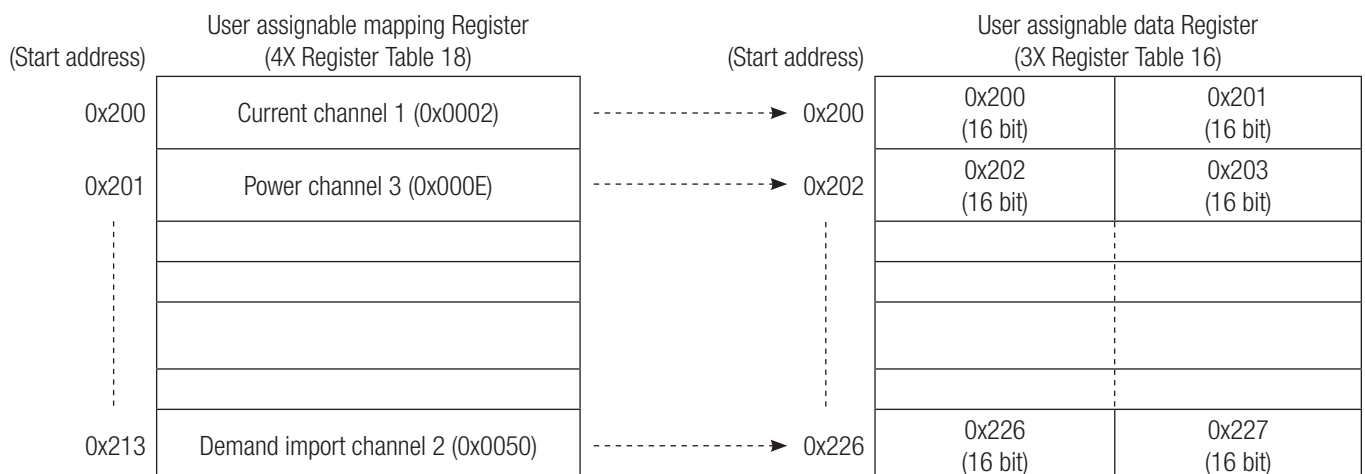 User assignable mapping Register
(4X Register Table 18)
(Start address)
User assignable data Register
(3X Register Table 16)
(Start address)
0x200
Current channel 1 (0x0002)
0x200
0x200
(16 bit)
0x201
(16 bit)
0x201
Power channel 3 (0x000E)
0x202
0x202
(16 bit)
0x203
(16 bit)
0x213
Demand import channel 2 (0x0050)
0x226
0x226
(16 bit)
0x227
(16 bit)